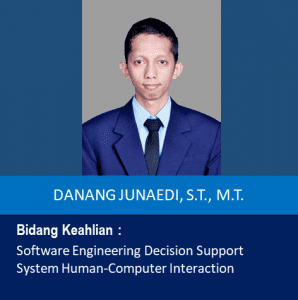 DANANG JUNAEDI, S.T., M.T.
Bidang Keahlian :
Software Engineering Decision Support
System Human-Computer Interaction